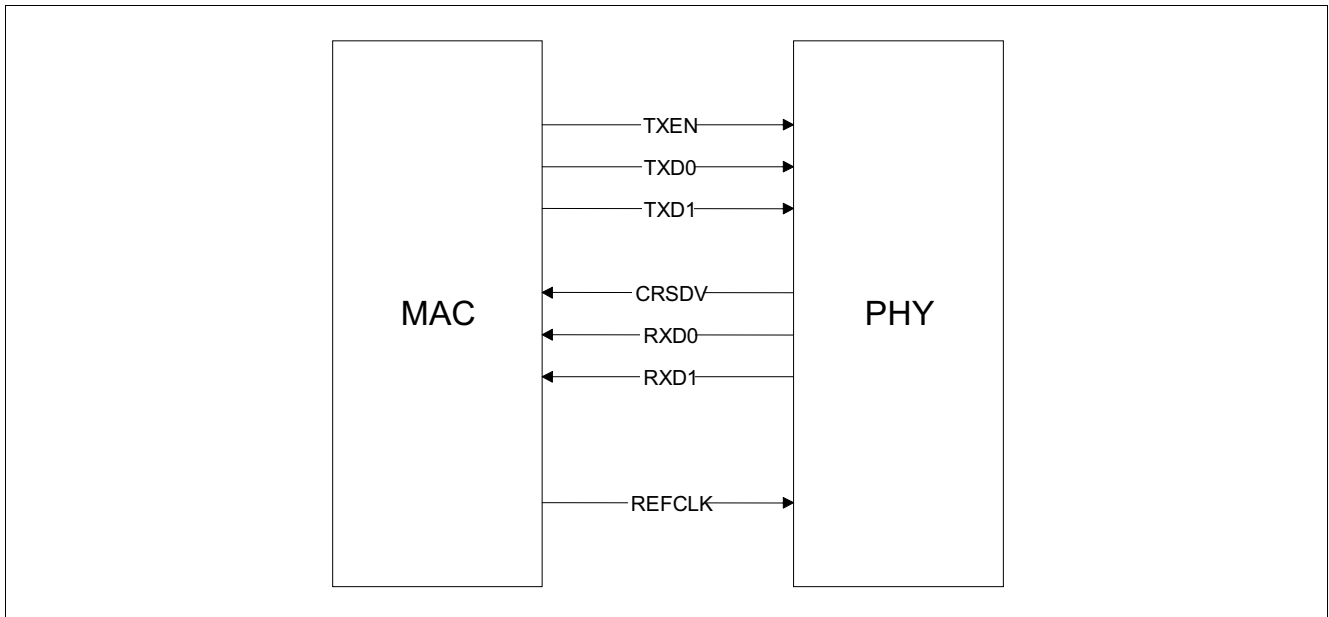 TXEN
TXD0
TXD1
CRSDV
MAC
PHY
RXD0
RXD1
REFCLK